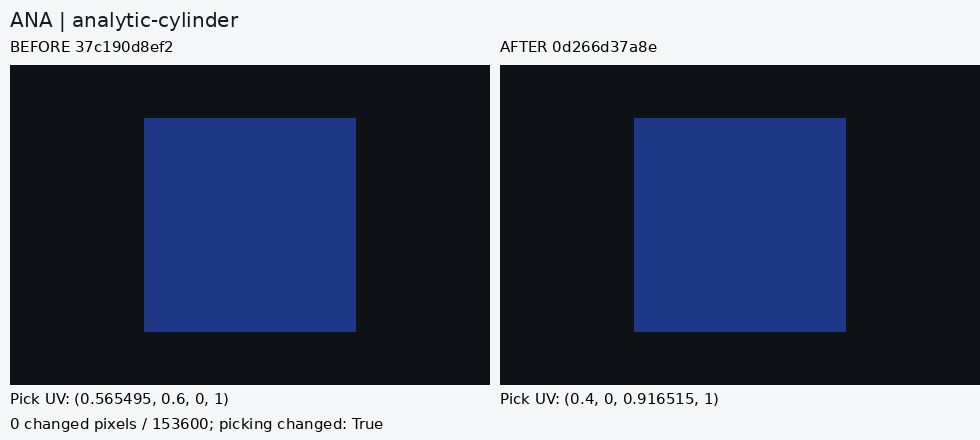 ANA | analytic-cylinder
BEFORE 37c190d8ef2
AFTER 0d266d37a8e
Pick UV: (0.565495, 0.6, 0, 1)
Pick UV: (0.4, 0, 0.916515, 1)
0 changed pixels / 153600; picking changed: True